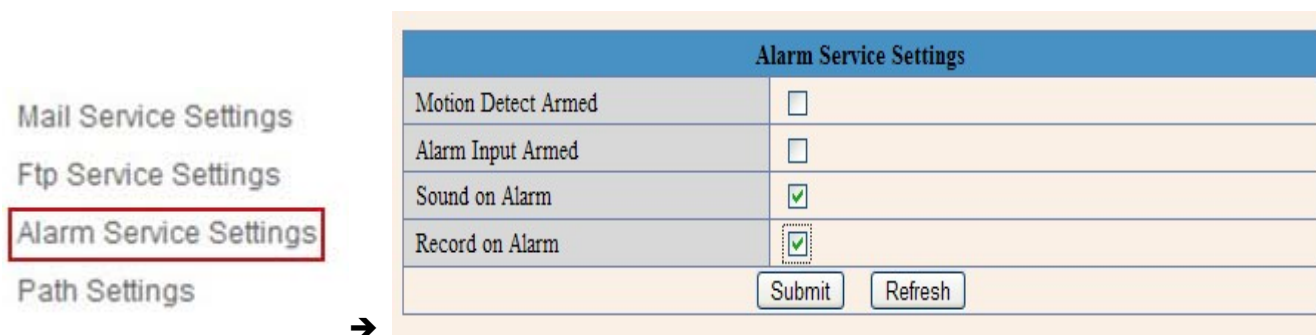 Mail Service Settings
Ftp Service Settings
Alarm Service Settings
Path Settings
➔
Alarm Service Settings
Motion Detect Armed
Alarm Input Armed
Sound on Alarm
Record on Alarm
Submit Refresh